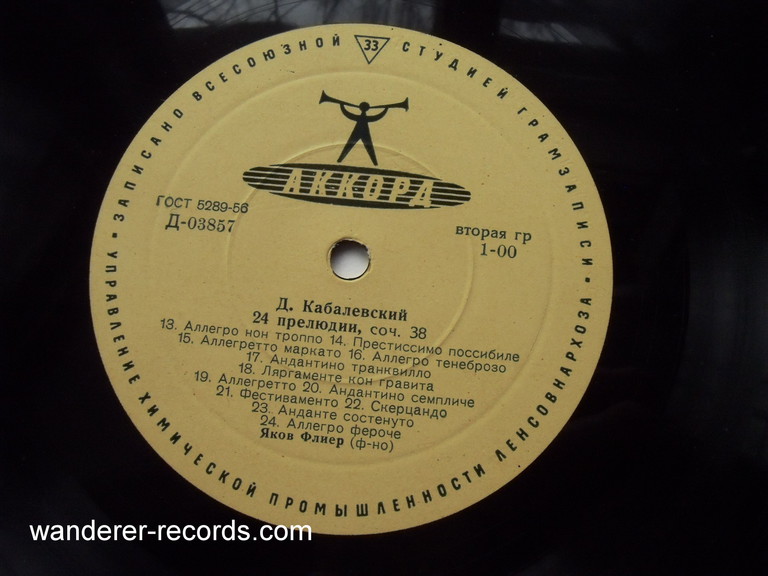 ЗАПИСАНО ВСЕСОЮЗНОЙ 33 СТУДИЕЙ ГРАМЗАПИСИ
АККОРД
ГОСТ 5289-56
Д-03857
вторая гр
1-00
Д. Кабалевский
24 прелюдии, соч. 38
13. Аллегро нон троппо 14. Престиссимо поссибиле
15. Аллегретто маркато 16. Аллегро тенеброзо
17. Андантино транквилло
18. Ляргаменте кон гравита
19. Аллегретто 20. Андантино семпличе
21. Фестиваменто 22. Скерцандо
23. Анданте состенуто
24. Аллегро фероче
Яков Флиер (ф-но)
УПРАВЛЕНИЕ ХИМИЧЕСКОЙ ПРОМЫШЛЕННОСТИ ЛЕНСОВНАРХОЗА
wanderer-records.com